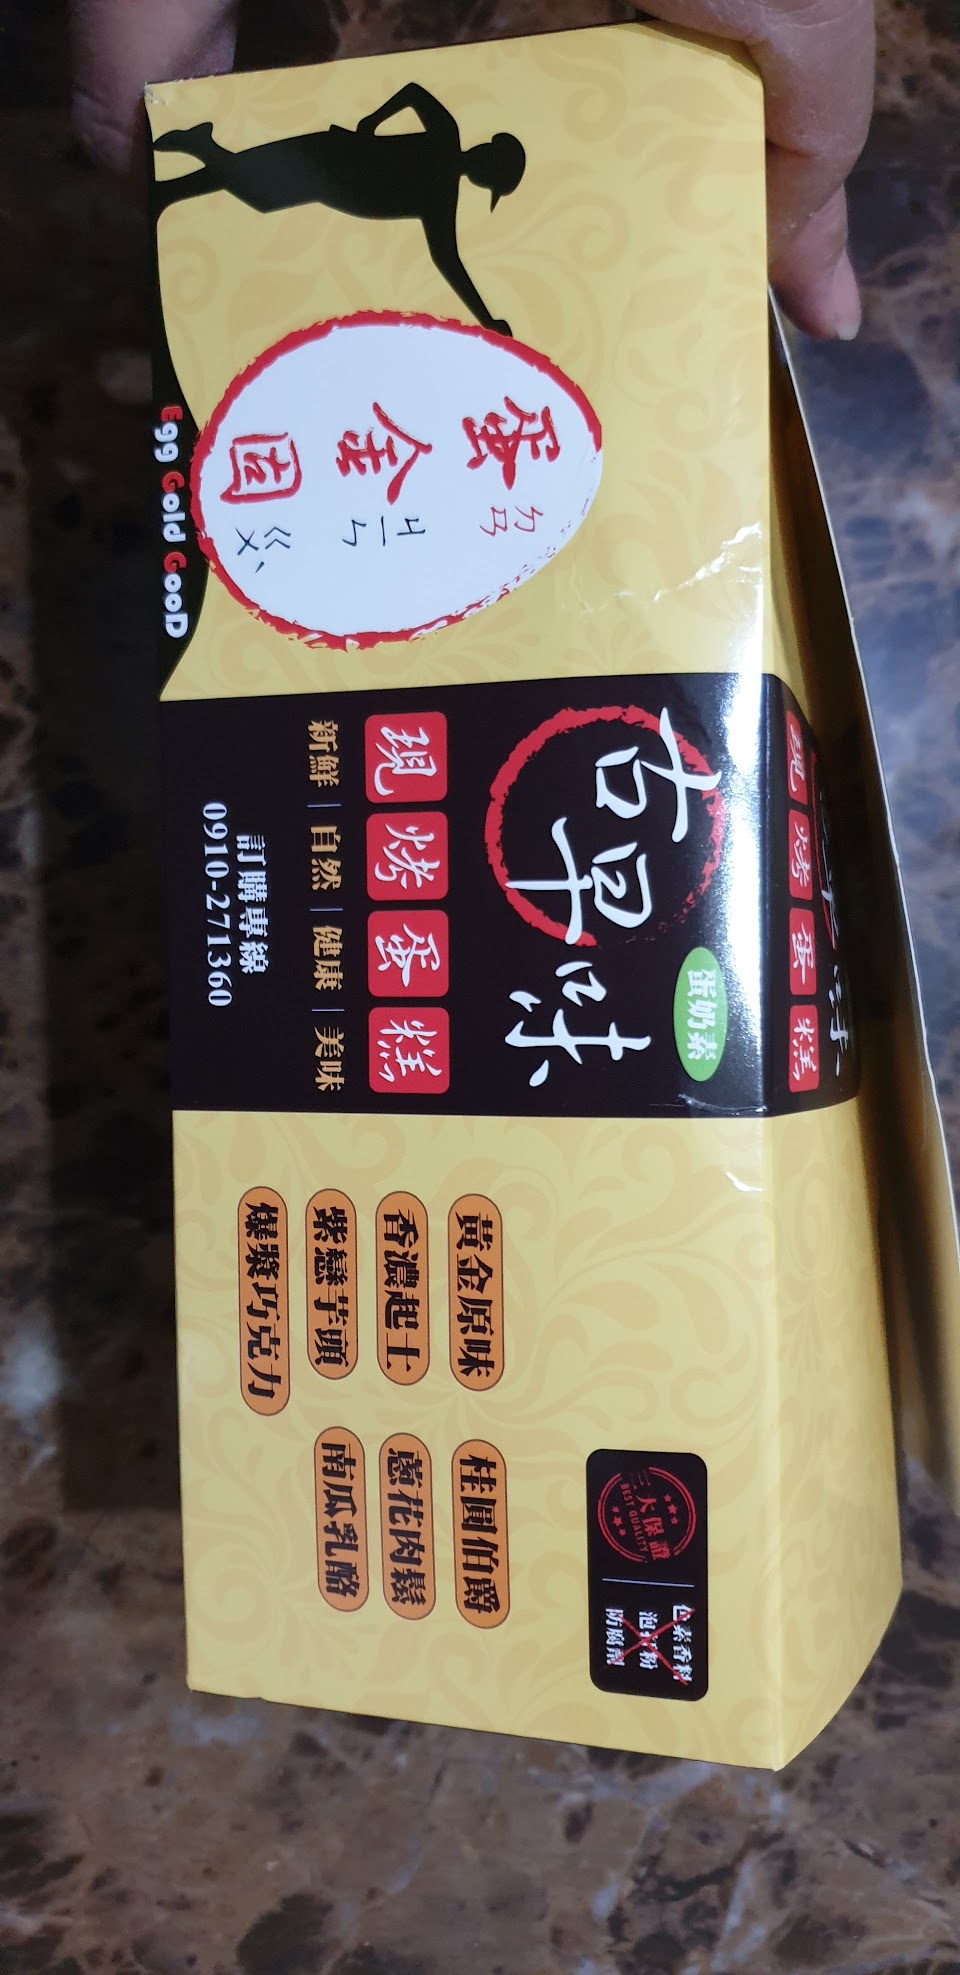 蛋 ㄉㄢ
金 ㄐㄧㄣ
固 ㄍㄨˋ
Egg Gold GooD
古早味
蛋奶素
現烤蛋糕
新鮮｜自然｜健康｜美味
訂購專線
0910-271360
三大保證
BEST QUALITY
色素香料
泡打粉
防腐劑
黃金原味
桂圓伯爵
香濃起士
蔥花肉鬆
紫戀芋頭
南瓜乳酪
爆漿巧克力
現烤蛋糕